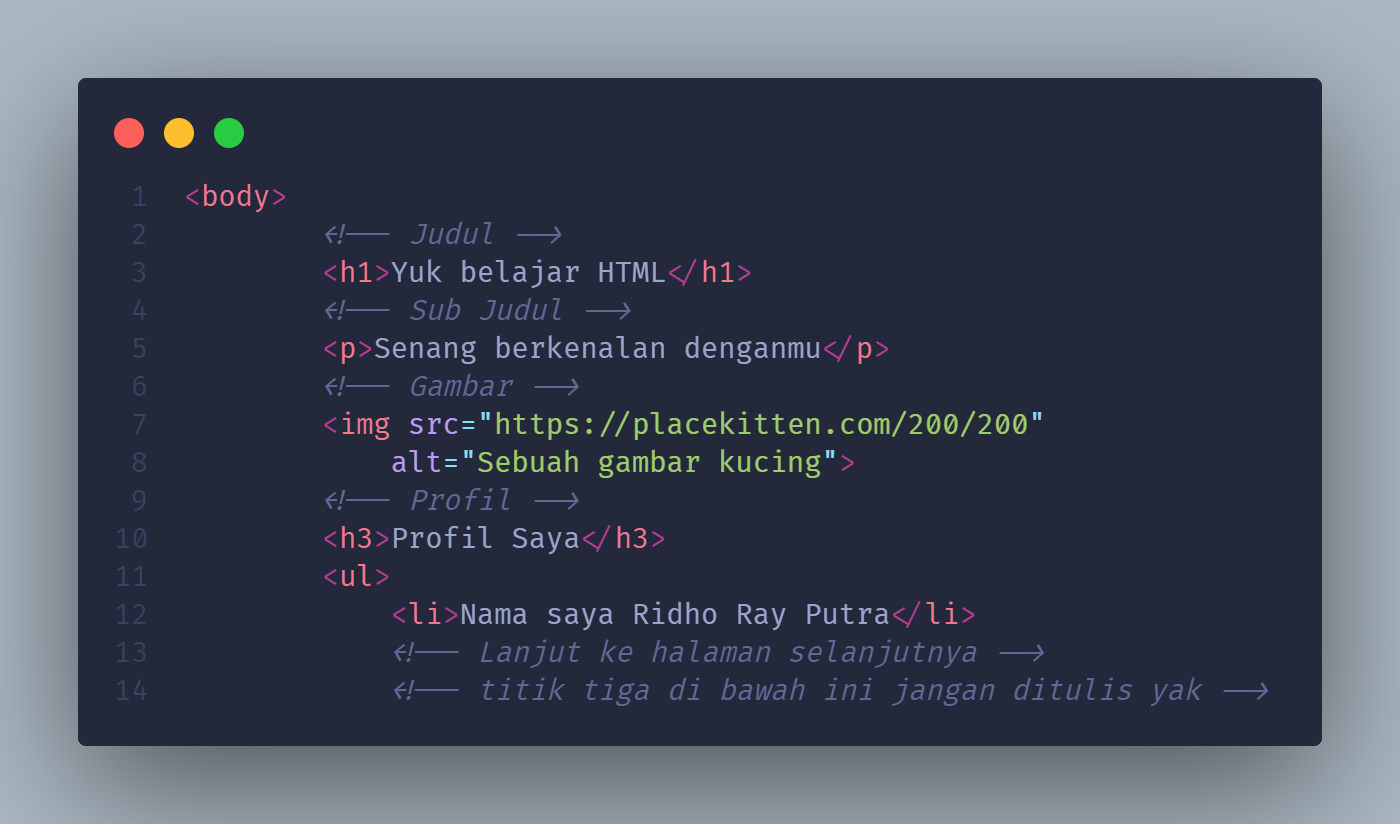 1 <body>
2 <!-- Judul -->
3 <h1>Yuk belajar HTML</h1>
4 <!-- Sub Judul -->
5 <p>Senang berkenalan denganmu</p>
6 <!-- Gambar -->
7 <img src="https://placekitten.com/200/200"
8 alt="Sebuah gambar kucing">
9 <!-- Profil -->
10 <h3>Profil Saya</h3>
11 <ul>
12 <li>Nama saya Ridho Ray Putra</li>
13 <!-- Lanjut ke halaman selanjutnya -->
14 <!-- titik tiga di bawah ini jangan ditulis yak -->